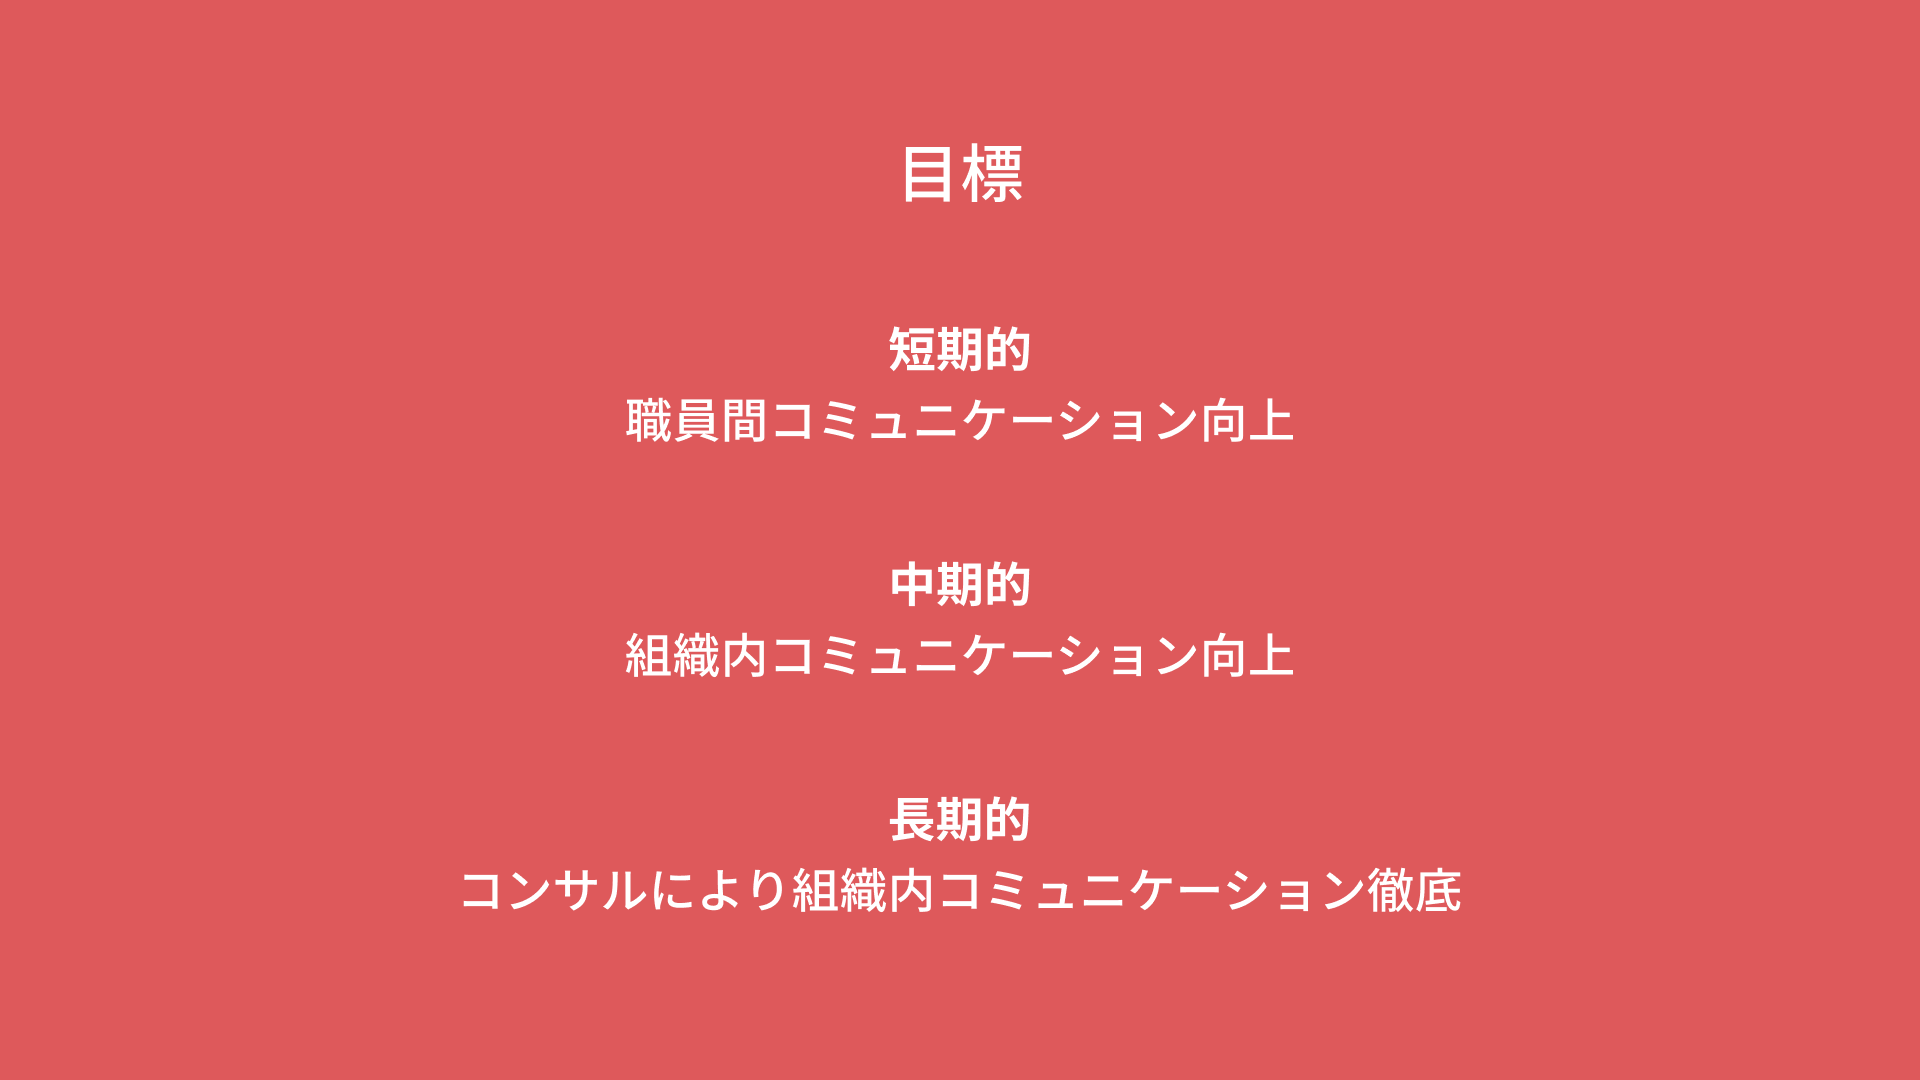 目標
短期的
職員間コミュニケーション向上
中期的
組織内コミュニケーション向上
長期的
コンサルにより組織内コミュニケーション徹底